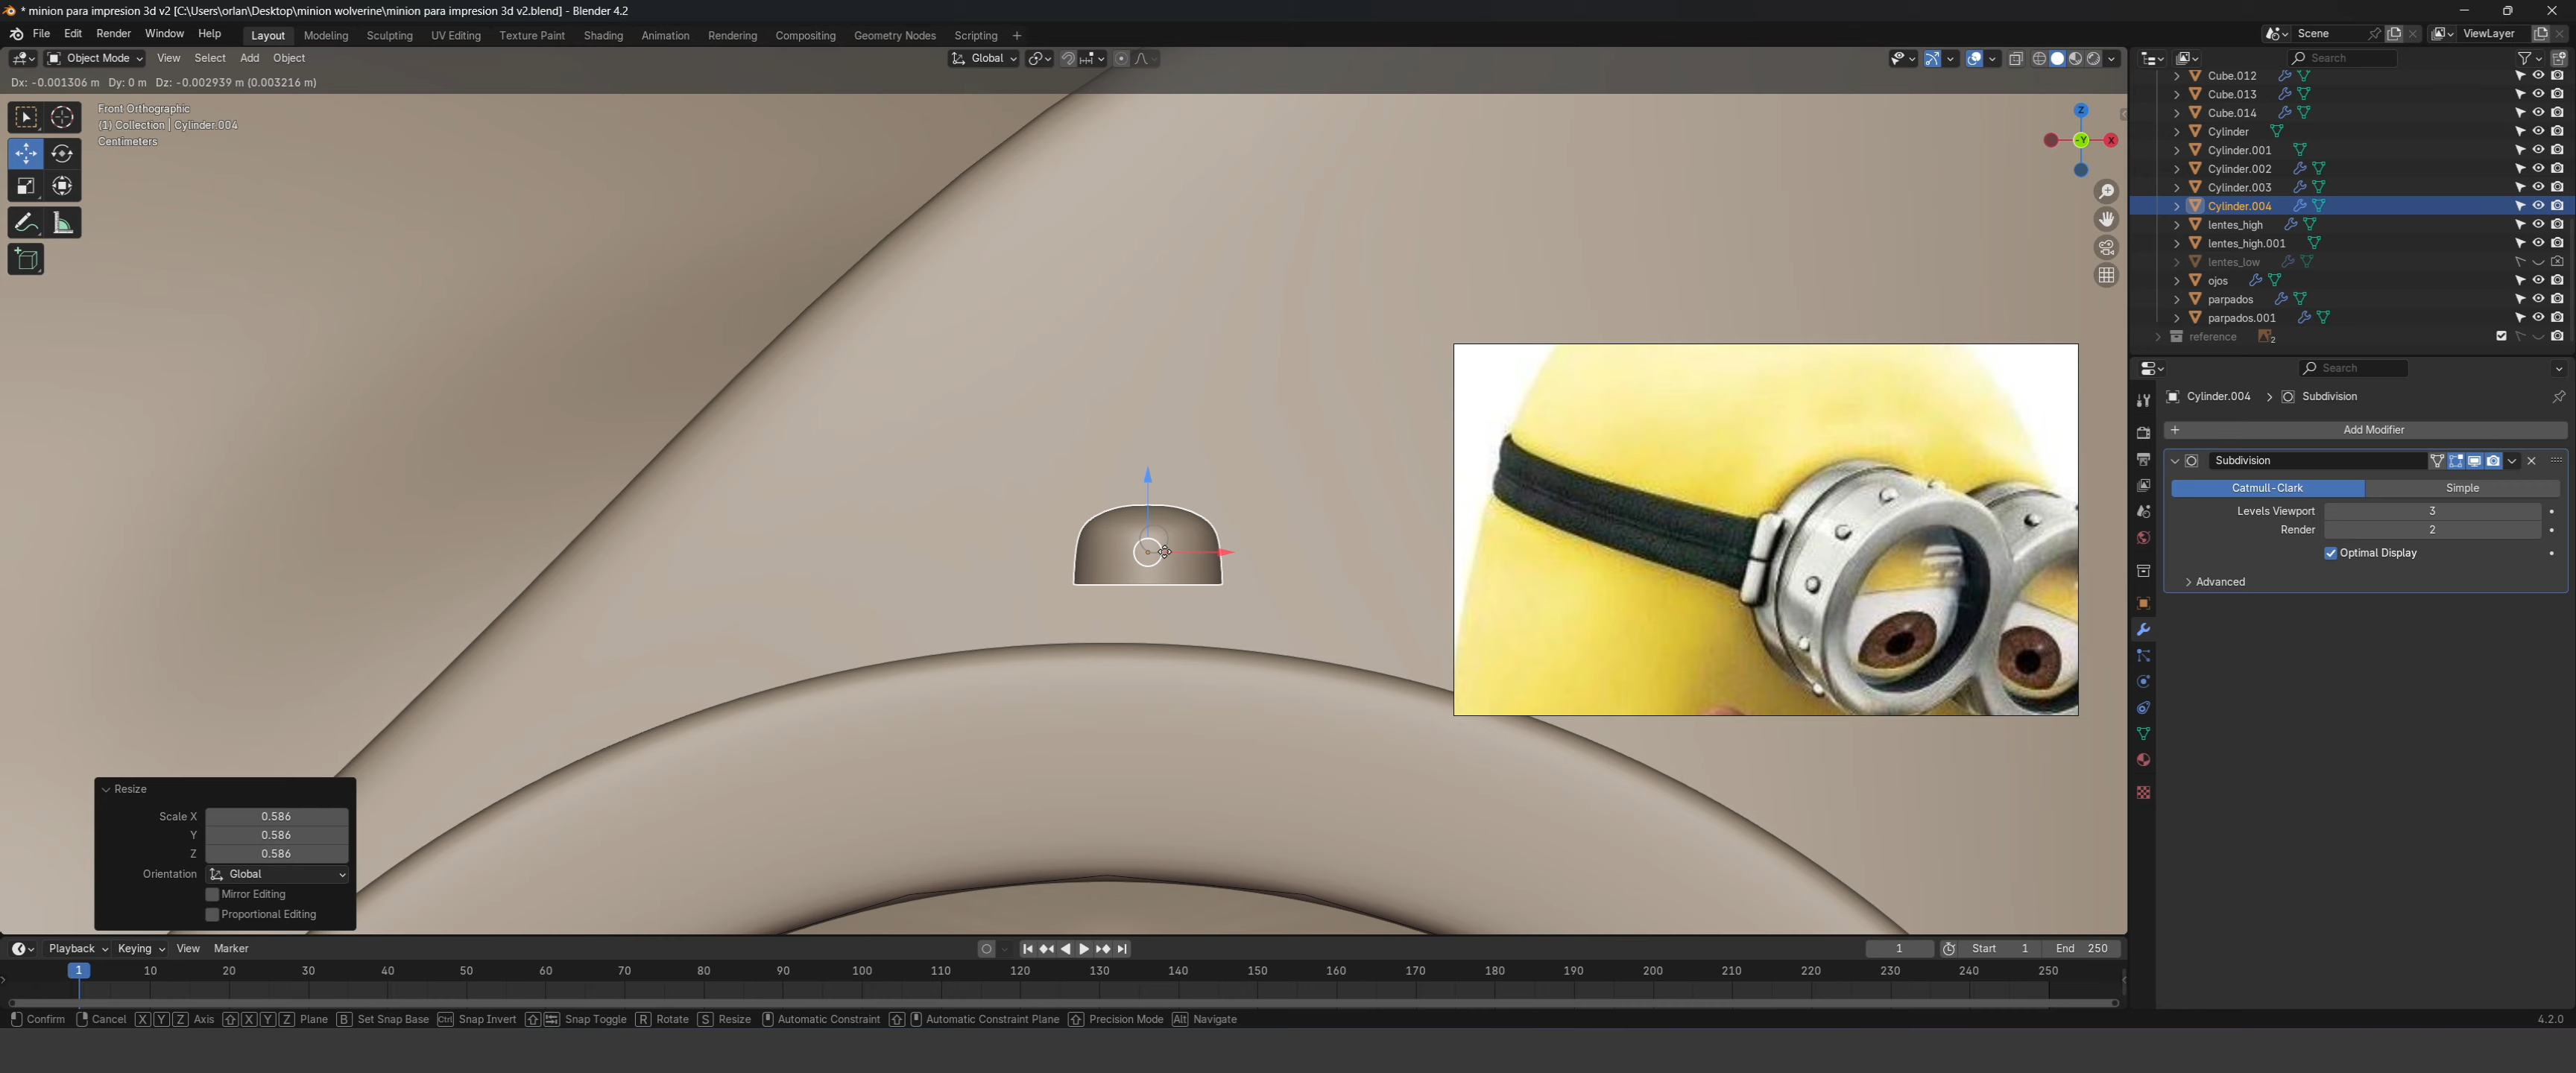 * minion para impresion 3d v2 [C:\Users\orlan\Desktop\minion wolverine\minion para impresion 3d v2.blend] - Blender 4.2
File Edit Render Window Help Layout Modeling Sculpting UV Editing Texture Paint Shading Animation Rendering Compositing Geometry Nodes Scripting + Scene ViewLayer
Object Mode View Select Add Object Global Search
Dx: -0.001306 m Dy: 0 m Dz: -0.002939 m (0.003216 m)
Front Orthographic
(1) Collection | Cylinder.004
Centimeters
Z
-Y
X
Cube.012
Cube.013
Cube.014
Cylinder
Cylinder.001
Cylinder.002
Cylinder.003
Cylinder.004
lentes_high
lentes_high.001
lentes_low
ojos
parpados
parpados.001
reference 2
Search
Cylinder.004 > Subdivision
+ Add Modifier
Subdivision
Catmull-Clark Simple
Levels Viewport 3
Render 2
Optimal Display
Advanced
Resize
Scale X 0.586
Y 0.586
Z 0.586
Orientation Global
Mirror Editing
Proportional Editing
Playback Keying View Marker 1 Start 1 End 250
1 10 20 30 40 50 60 70 80 90 100 110 120 130 140 150 160 170 180 190 200 210 220 230 240 250
Confirm Cancel X Y Z Axis X Y Z Plane B Set Snap Base Ctrl Snap Invert Snap Toggle R Rotate S Resize Automatic Constraint Automatic Constraint Plane Precision Mode Alt Navigate 4.2.0